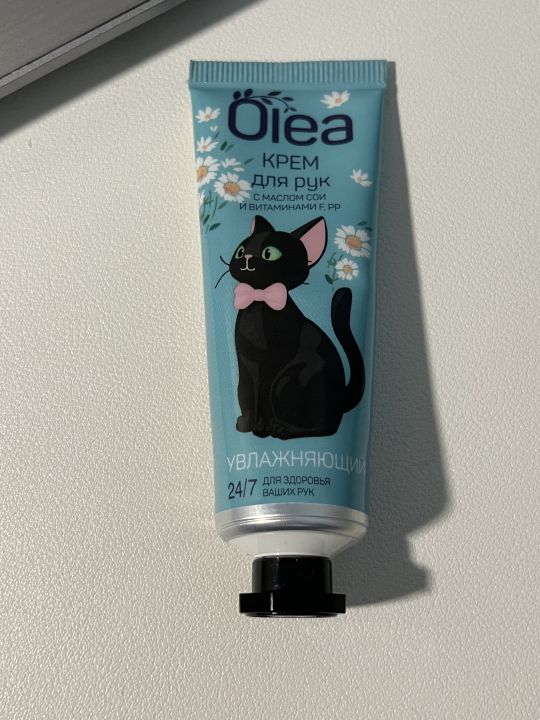 Olea
КРЕМ
для рук
С МАСЛОМ СОИ
И ВИТАМИНАМИ F, PP
УВЛАЖНЯЮЩИЙ
24/7 ДЛЯ ЗДОРОВЬЯ
ВАШИХ РУК